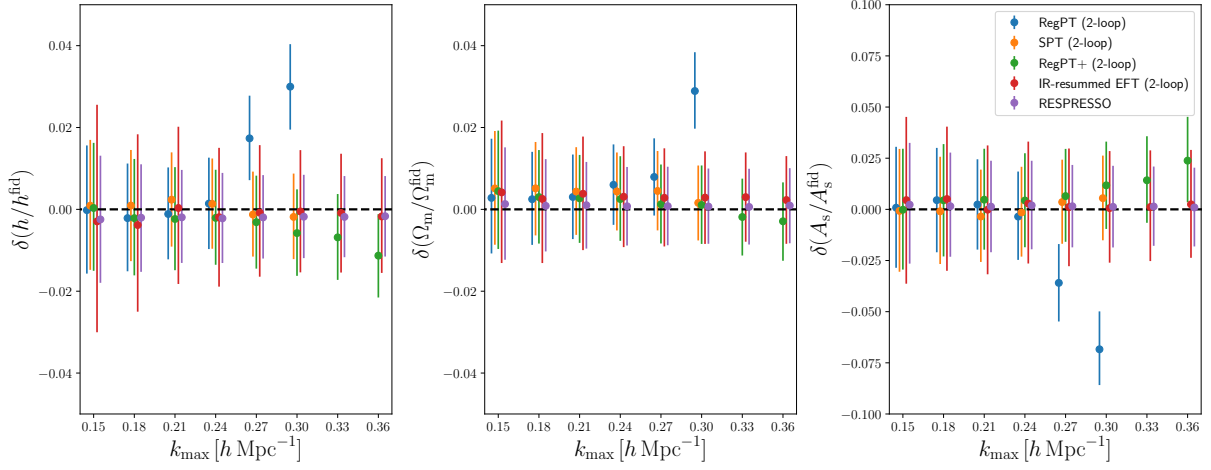 δ(h/h^fid)
0.04
0.02
0.00
−0.02
−0.04
0.15 0.18 0.21 0.24 0.27 0.30 0.33 0.36
k_max [h Mpc⁻¹]
δ(Ω_m/Ω_m^fid)
0.04
0.02
0.00
−0.02
−0.04
0.15 0.18 0.21 0.24 0.27 0.30 0.33 0.36
k_max [h Mpc⁻¹]
δ(A_s/A_s^fid)
0.100
0.075
0.050
0.025
0.000
−0.025
−0.050
−0.075
−0.100
0.15 0.18 0.21 0.24 0.27 0.30 0.33 0.36
k_max [h Mpc⁻¹]
RegPT (2-loop)
SPT (2-loop)
RegPT+ (2-loop)
IR-resummed EFT (2-loop)
RESPRESSO